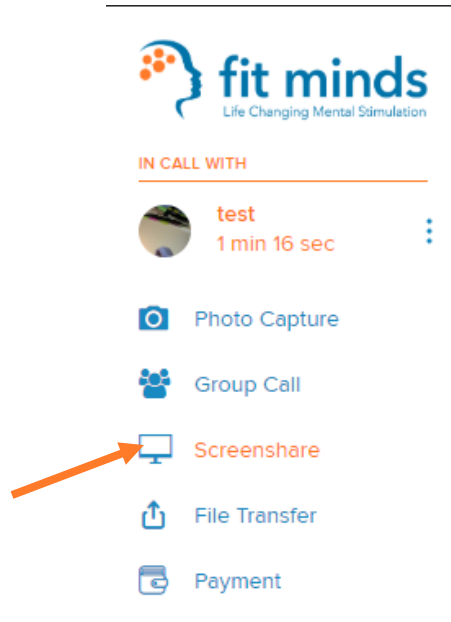 fit minds
Life Changing Mental Stimulation
IN CALL WITH
test
1 min 16 sec
Photo Capture
Group Call
Screenshare
File Transfer
Payment